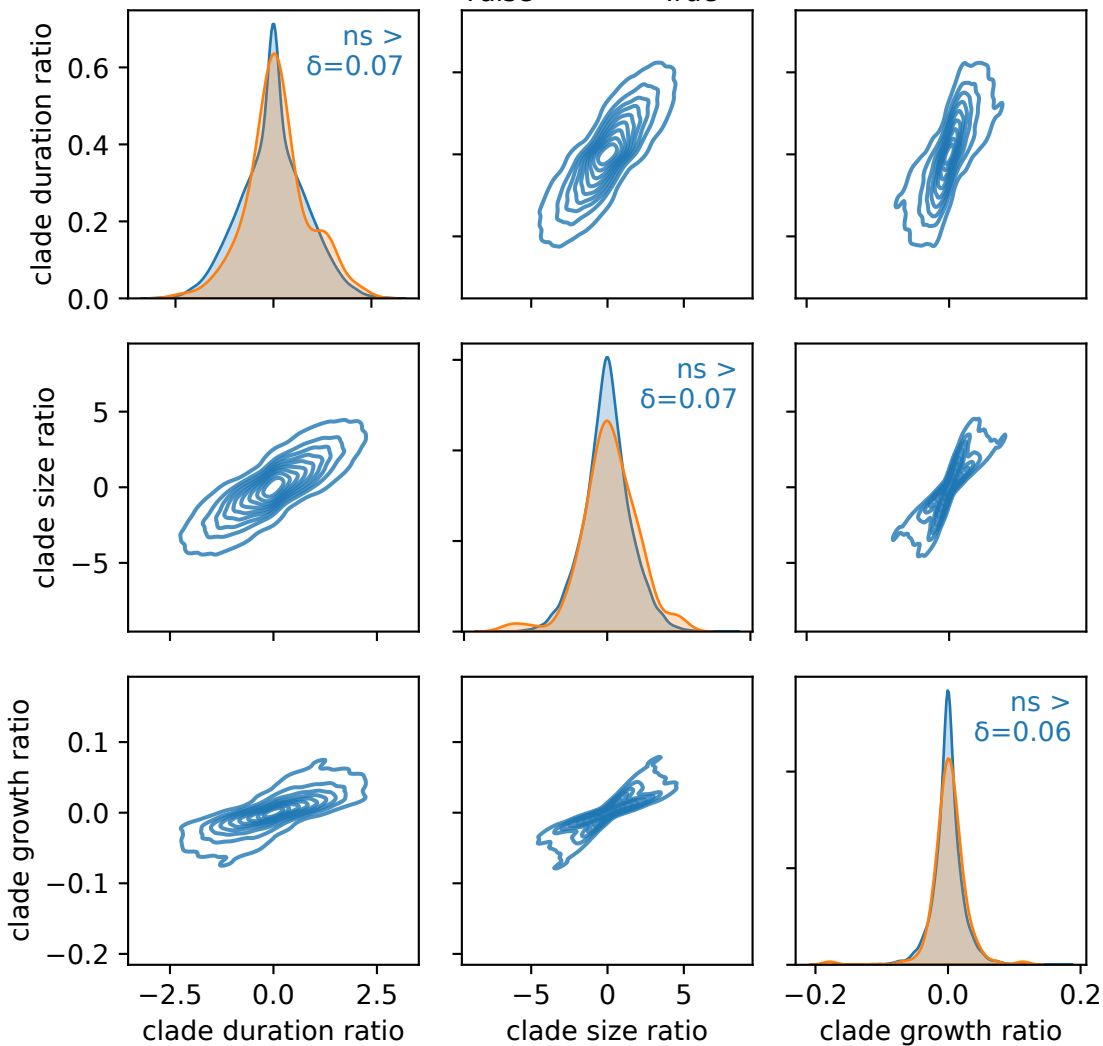 clade duration ratio
0.6
0.4
0.2
0.0
ns >
δ=0.07
clade size ratio
5
0
−5
ns >
δ=0.07
clade growth ratio
0.1
0.0
−0.1
−0.2
ns >
δ=0.06
−2.5
0.0
2.5
−5
0
5
−0.2
0.0
0.2
clade duration ratio
clade size ratio
clade growth ratio